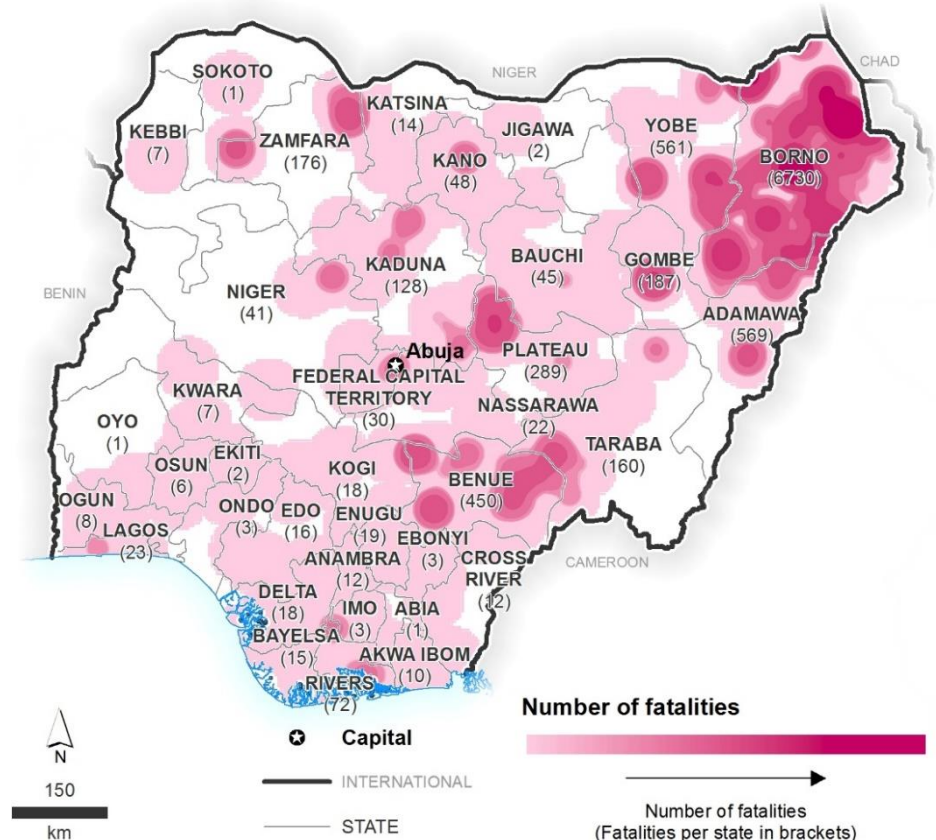 SOKOTO
(1)
NIGER
CHAD
KATSINA
(14)
KEBBI
(7)
ZAMFARA
(176)
JIGAWA
(2)
YOBE
(561)
KANO
(48)
BORNO
(6730)
BAUCHI
(45)
GOMBE
(187)
KADUNA
(128)
NIGER
(41)
BENIN
ADAMAWA
(569)
Abuja
PLATEAU
(289)
FEDERAL CAPITAL
TERRITORY
(30)
KWARA
(7)
NASSARAWA
(22)
OYO
(1)
TARABA
(160)
EKITI
(2)
OSUN
(6)
KOGI
(18)
BENUE
(450)
OGUN
(8)
ONDO
(3)
EDO
(16)
ENUGU
(19)
LAGOS
(23)
EBONYI
(3)
ANAMBRA
(12)
CROSS
RIVER
(12)
CAMEROON
DELTA
(18)
IMO
(3)
ABIA
(1)
BAYELSA
(15)
AKWA IBOM
(10)
RIVERS
(72)
Number of fatalities
Capital
N
INTERNATIONAL
150
km
STATE
Number of fatalities
(Fatalities per state in brackets)